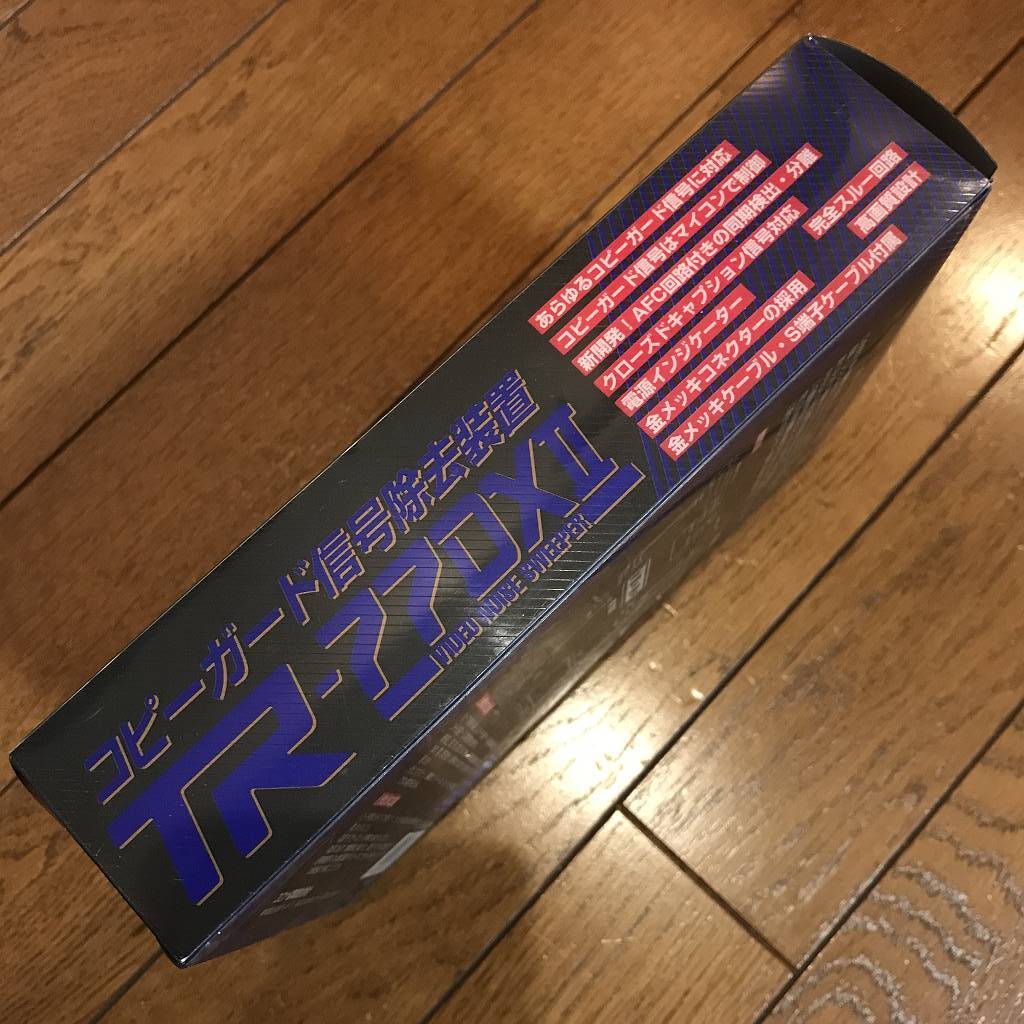 コピーガード信号除去装置
TR-770XII
VIDEO NOISE SWEEPER
あらゆるコピーガード信号に対応
コピーガード信号はマイコンで制御
新開発！AFC回路付きの同期検出・分離
クローズドキャプション信号対応
電源インジケーター
完全スルー回路
金メッキコネクターの採用
高画質設計
金メッキケーブル・S端子ケーブル付属